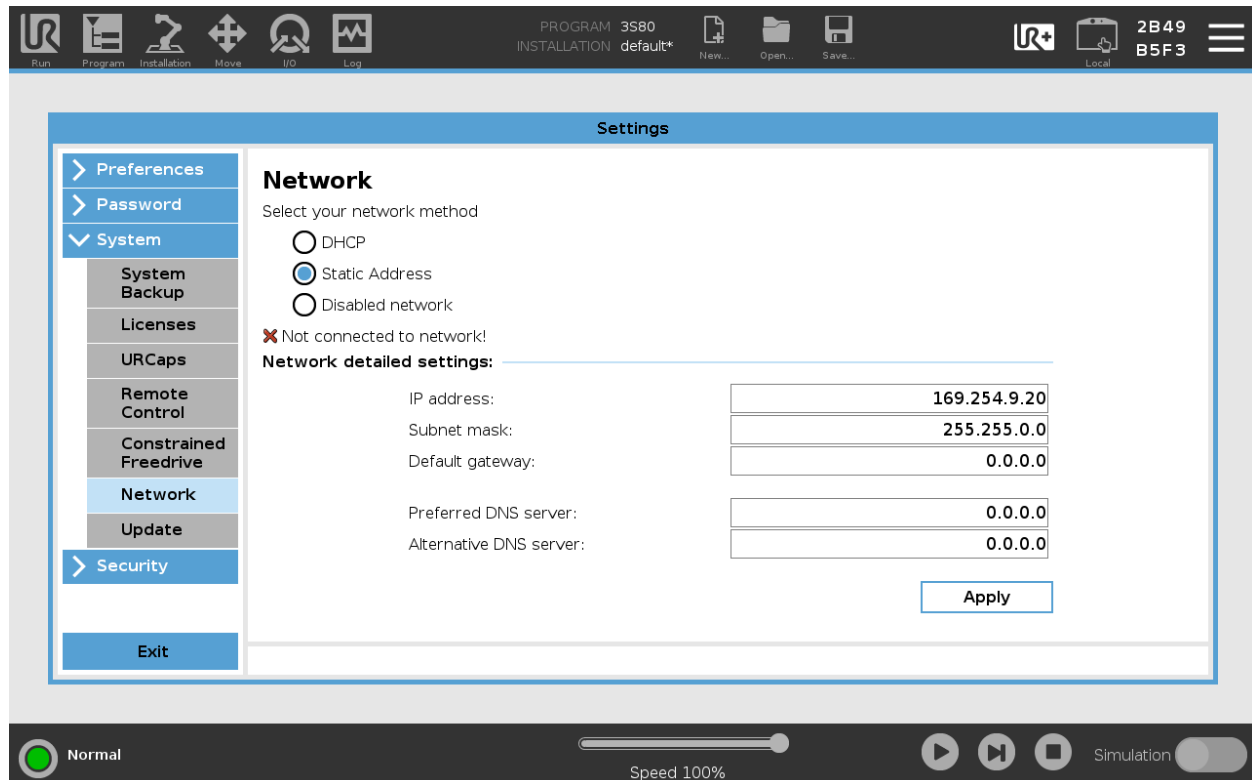 PROGRAM 3S80
INSTALLATION default*
Run
Program
Installation
Move
I/O
Log
New...
Open...
Save...
UR+
Local
2B49
B5F3
Settings
Preferences
Password
System
System
Backup
Licenses
URCaps
Remote
Control
Constrained
Freedrive
Network
Update
Security
Exit
Network
Select your network method
DHCP
Static Address
Disabled network
Not connected to network!
Network detailed settings:
IP address: 169.254.9.20
Subnet mask: 255.255.0.0
Default gateway: 0.0.0.0
Preferred DNS server: 0.0.0.0
Alternative DNS server: 0.0.0.0
Apply
Normal
Speed 100%
Simulation